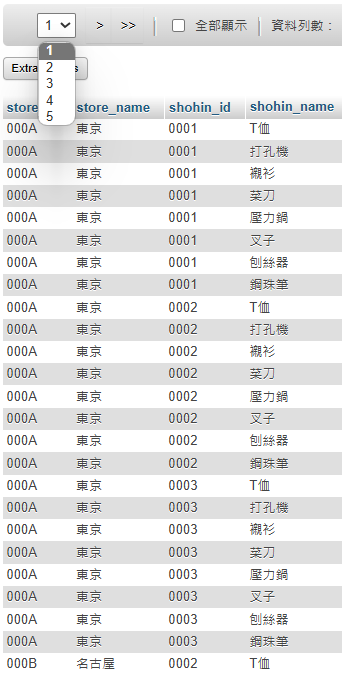 1 > >> | 全部顯示 | 資料列數：
1
2
3
4
5
Extra s
store store_name shohin_id shohin_name
000A 東京 0001 T恤
000A 東京 0001 打孔機
000A 東京 0001 襯衫
000A 東京 0001 菜刀
000A 東京 0001 壓力鍋
000A 東京 0001 叉子
000A 東京 0001 刨絲器
000A 東京 0001 鋼珠筆
000A 東京 0002 T恤
000A 東京 0002 打孔機
000A 東京 0002 襯衫
000A 東京 0002 菜刀
000A 東京 0002 壓力鍋
000A 東京 0002 叉子
000A 東京 0002 刨絲器
000A 東京 0002 鋼珠筆
000A 東京 0003 T恤
000A 東京 0003 打孔機
000A 東京 0003 襯衫
000A 東京 0003 菜刀
000A 東京 0003 壓力鍋
000A 東京 0003 叉子
000A 東京 0003 刨絲器
000A 東京 0003 鋼珠筆
000B 名古屋 0002 T恤